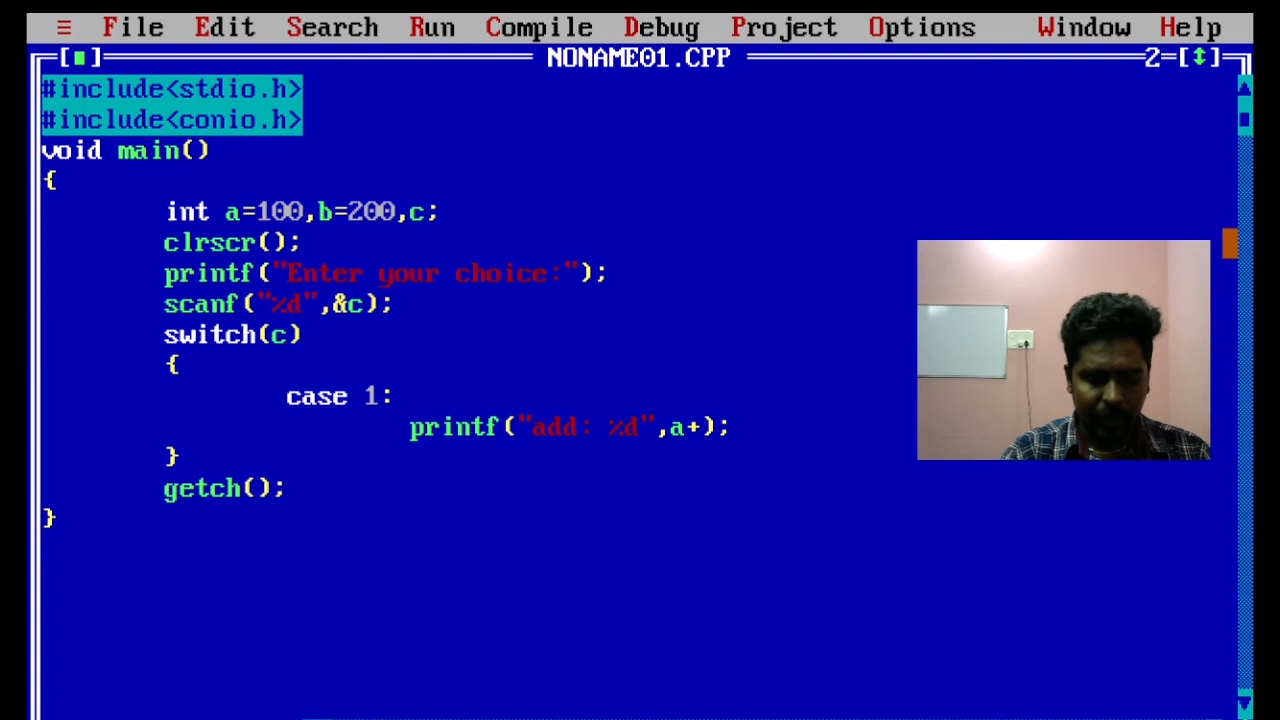 ≡ File Edit Search Run Compile Debug Project Options Window Help
[■] NONAME01.CPP 2=[↕]
#include<stdio.h>
#include<conio.h>
void main()
{
int a=100,b=200,c;
clrscr();
printf("Enter your choice:");
scanf("%d",&c);
switch(c)
{
case 1:
printf("add: %d",a+);
}
getch();
}